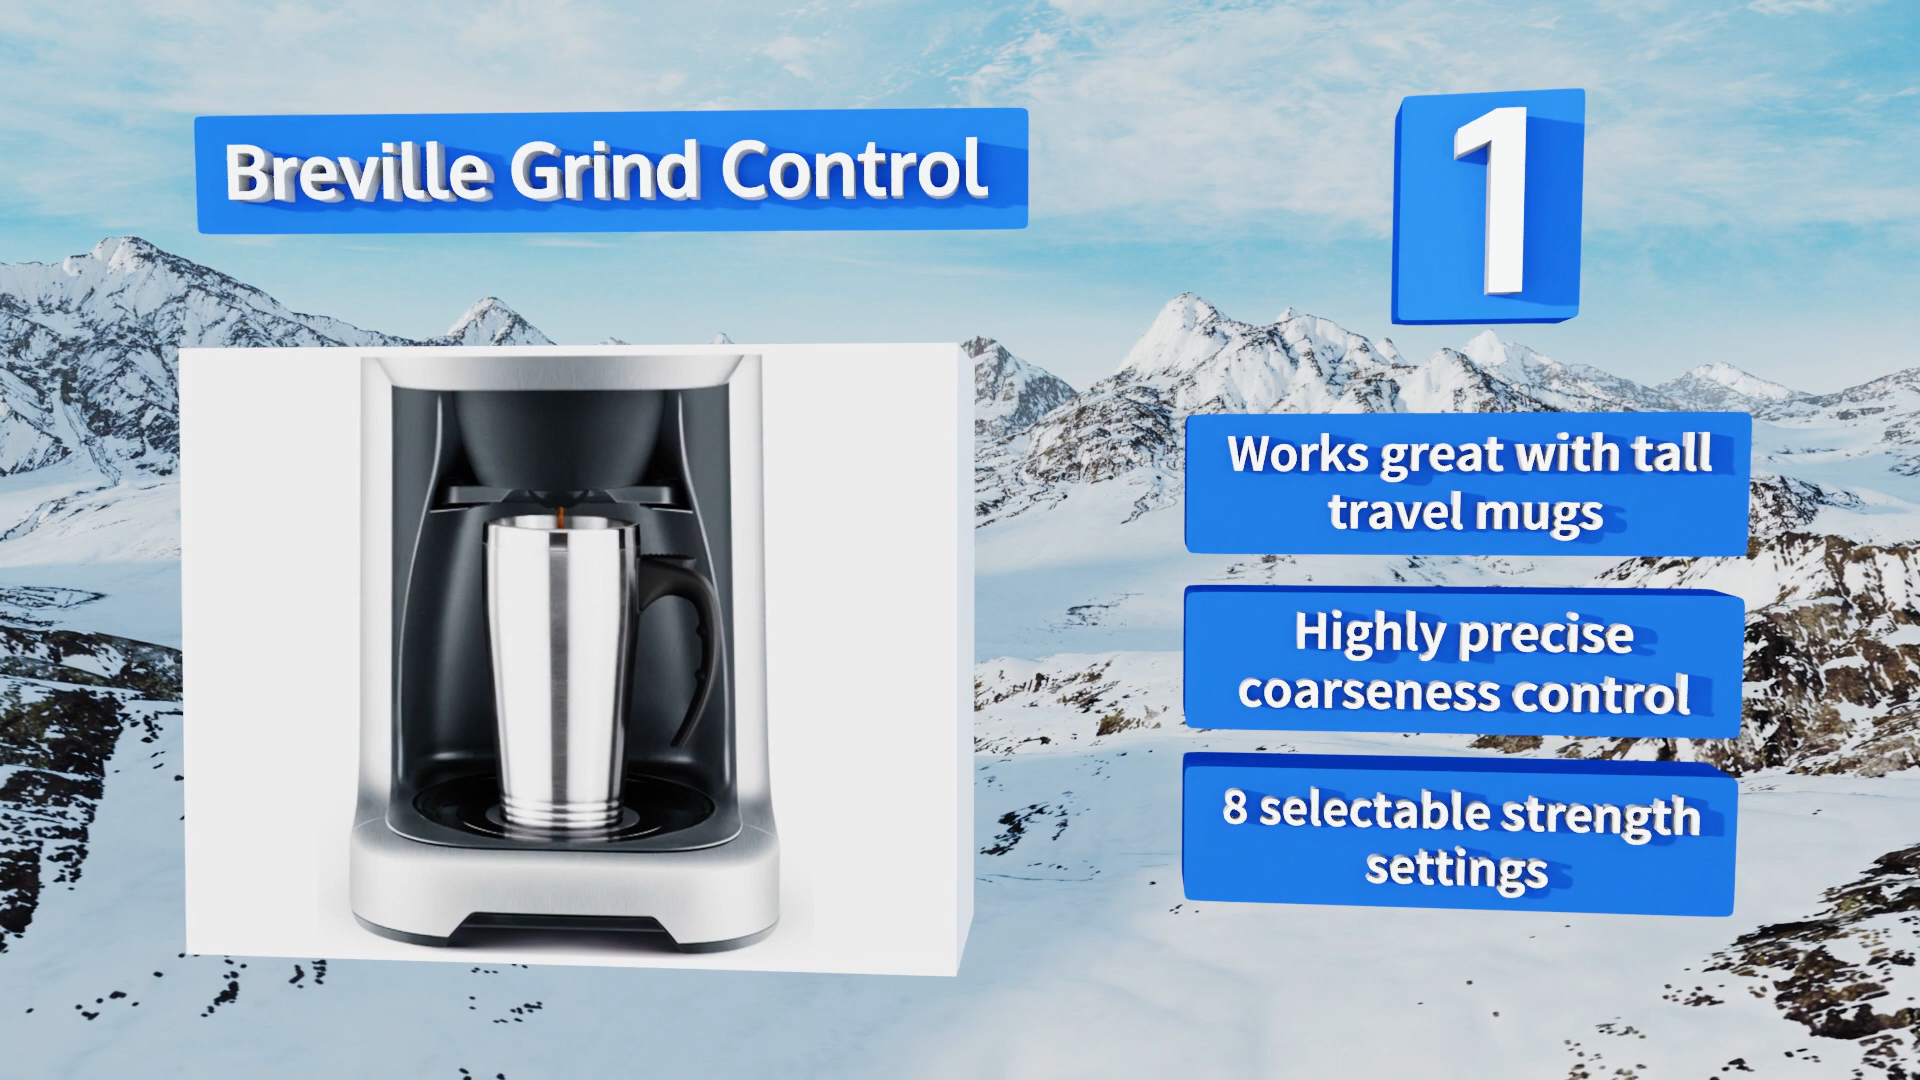 Breville Grind Control
1
Works great with tall
travel mugs
Highly precise
coarseness control
8 selectable strength
settings